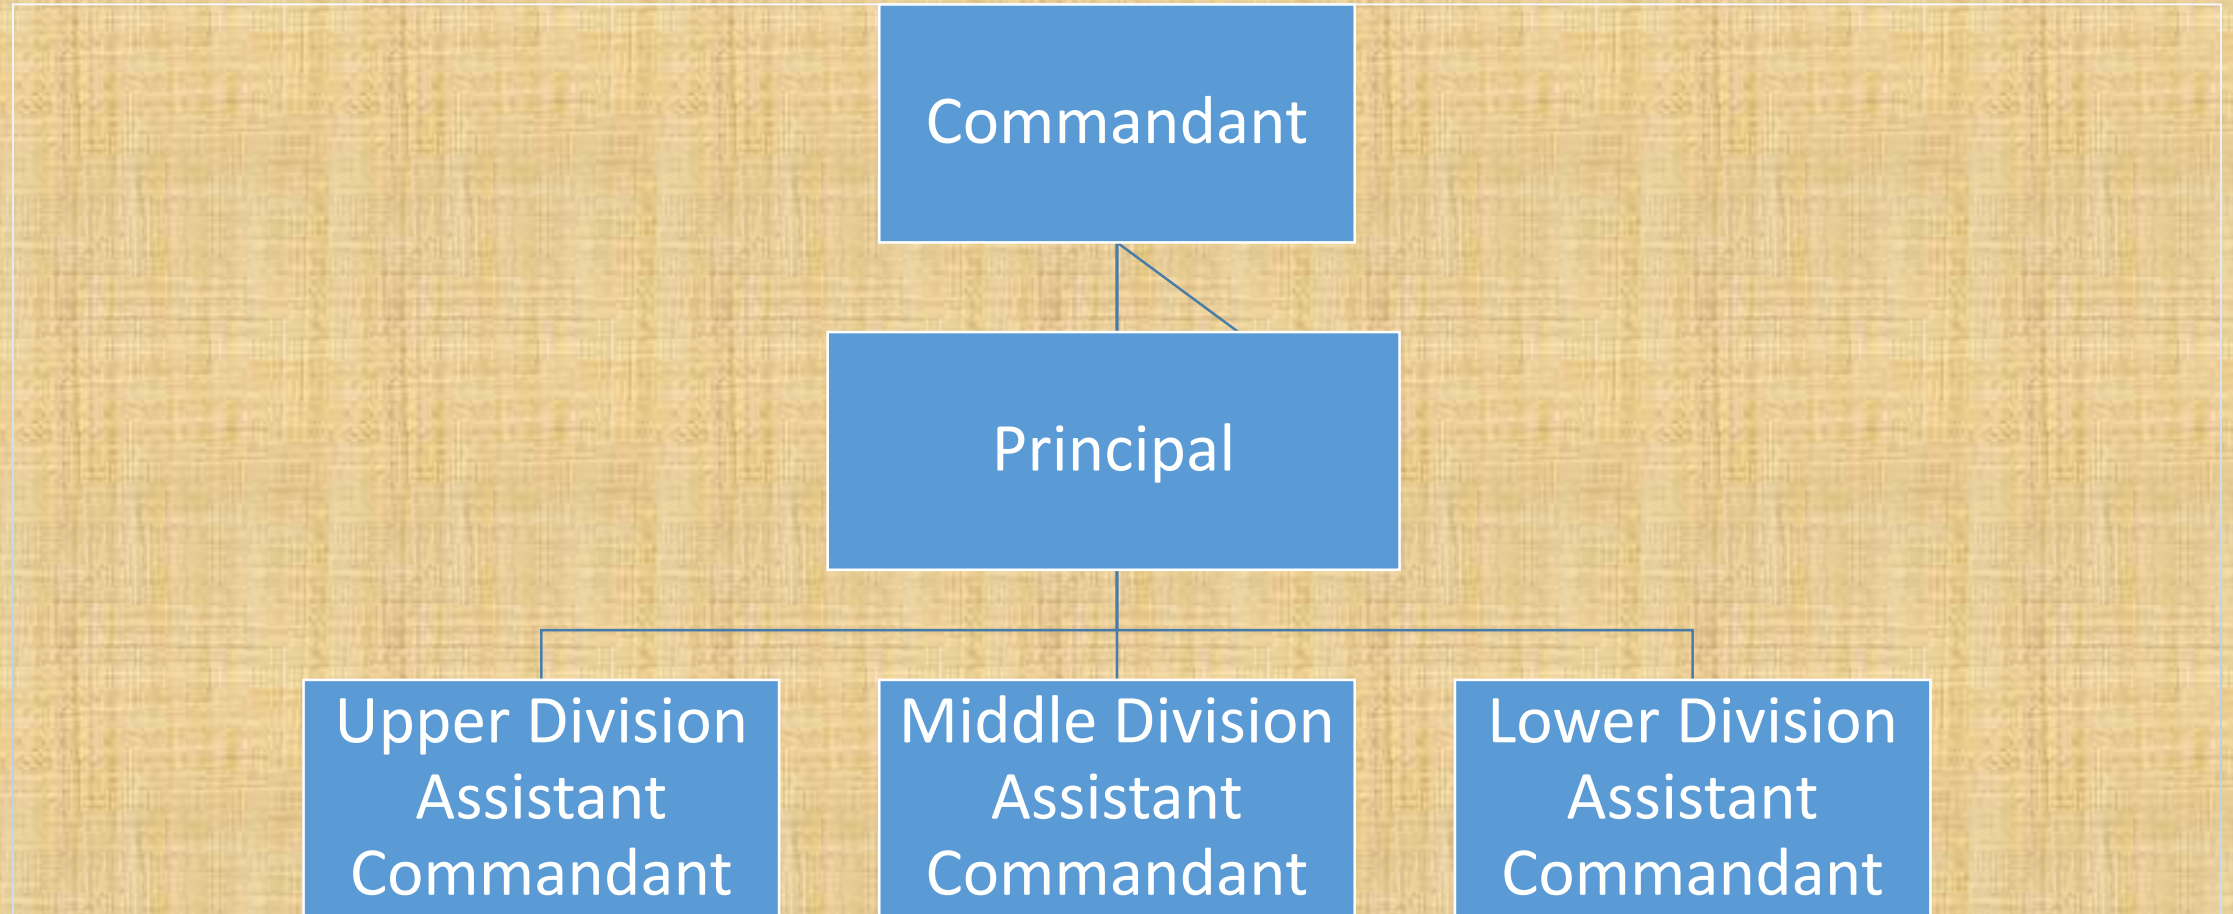 Commandant
Principal
Upper Division
Assistant
Commandant
Middle Division
Assistant
Commandant
Lower Division
Assistant
Commandant